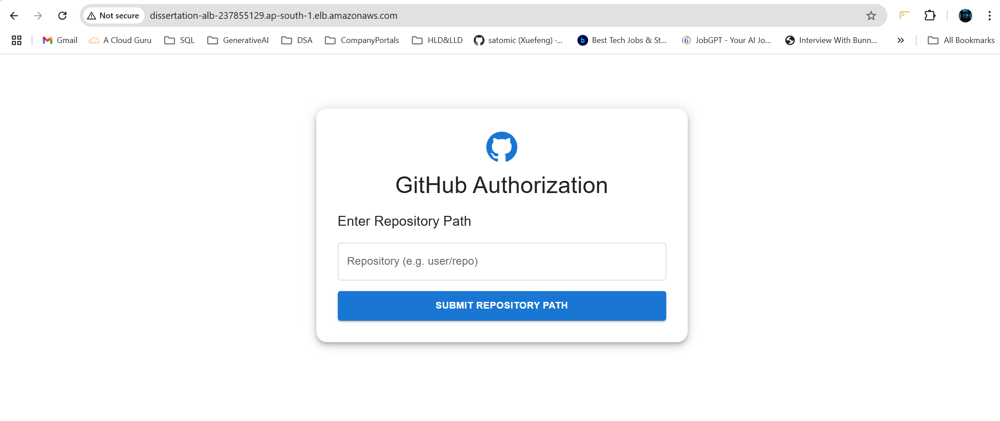 Not secure dissertation-alb-237855129.ap-south-1.elb.amazonaws.com
Gmail A Cloud Guru SQL GenerativeAI DSA CompanyPortals HLD&LLD satomic (Xuefeng) ·... b Best Tech Jobs & St... 6 JobGPT - Your AI Jo... Interview With Bunn... » All Bookmarks
GitHub Authorization
Enter Repository Path
Repository (e.g. user/repo)
SUBMIT REPOSITORY PATH